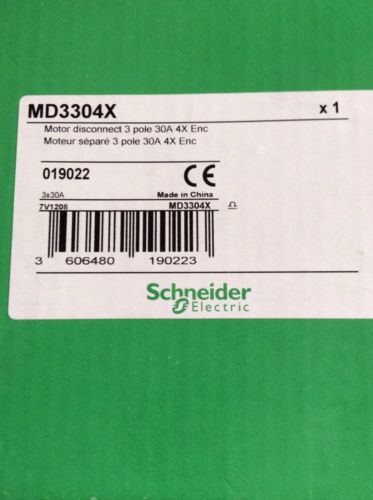 MD3304X x 1
Motor disconnect 3 pole 30A 4X Enc
Moteur séparé 3 pole 30A 4X Enc
019022 CE
3x30A Made in China
7V1208 MD3304X
3 606480 190223
Schneider
Electric